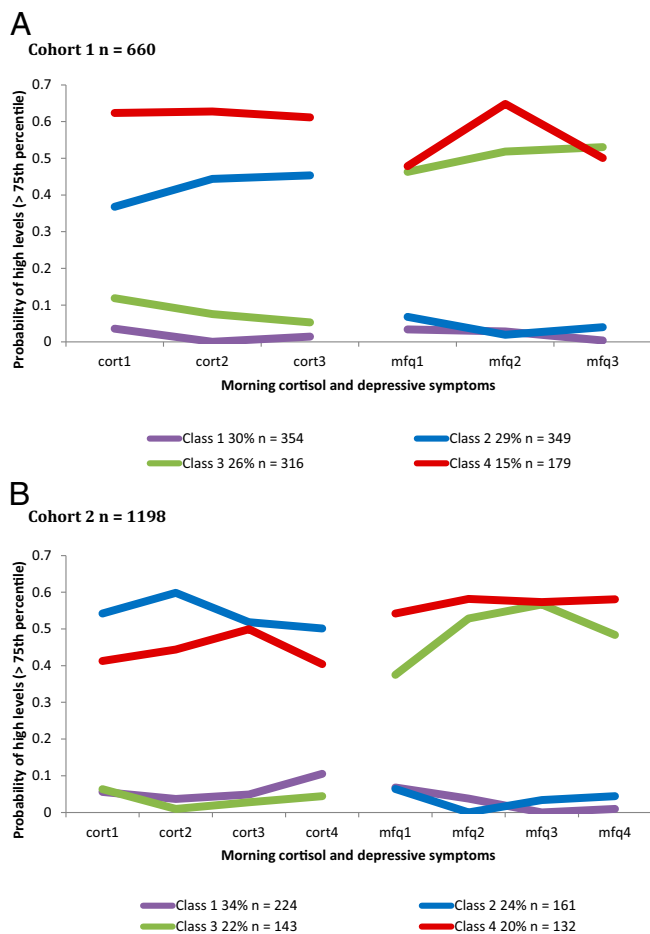 A
Cohort 1 n = 660
Probability of high levels (> 75th percentile)
0.7
0.6
0.5
0.4
0.3
0.2
0.1
0
cort1 cort2 cort3 mfq1 mfq2 mfq3
Morning cortisol and depressive symptoms
Class 1 30% n = 354 Class 2 29% n = 349
Class 3 26% n = 316 Class 4 15% n = 179
B
Cohort 2 n = 1198
Probability of high levels (> 75th percentile)
0.7
0.6
0.5
0.4
0.3
0.2
0.1
0
cort1 cort2 cort3 cort4 mfq1 mfq2 mfq3 mfq4
Morning cortisol and depressive symptoms
Class 1 34% n = 224 Class 2 24% n = 161
Class 3 22% n = 143 Class 4 20% n = 132